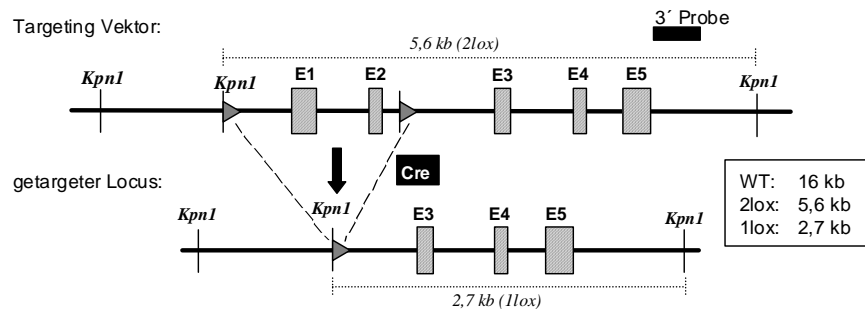 Targeting Vektor:
3´ Probe
5,6 kb (2lox)
Kpn1 Kpn1 E1 E2 E3 E4 E5 Kpn1
Cre
getargeter Locus:
Kpn1 Kpn1 E3 E4 E5 Kpn1
2,7 kb (1lox)
WT: 16 kb
2lox: 5,6 kb
1lox: 2,7 kb